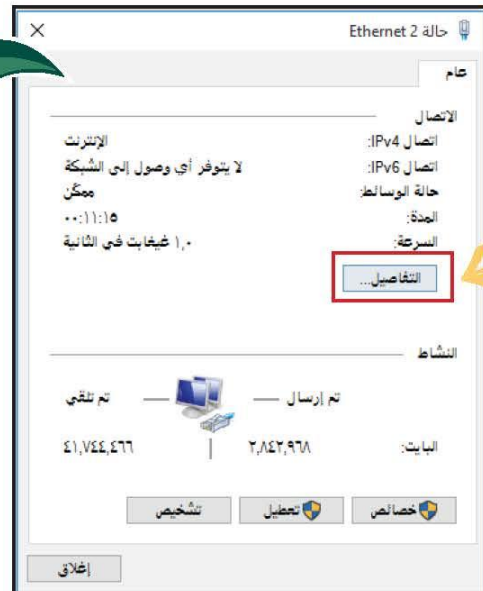 حالة Ethernet 2
عام
الاتصال
اتصال IPv4: الإنترنت
اتصال IPv6: لا يتوفر أي وصول إلى الشبكة
حالة الوسائط: ممكّن
المدة: ٠٠:١١:١٥
السرعة: ١,٠ غيغابت في الثانية
التفاصيل...
النشاط
تم إرسال تم تلقي
البايت: ٢,٨٤٢,٩٦٨ ٤١,٧٤٤,٤٦٦
خصائص تعطيل تشخيص
إغلاق